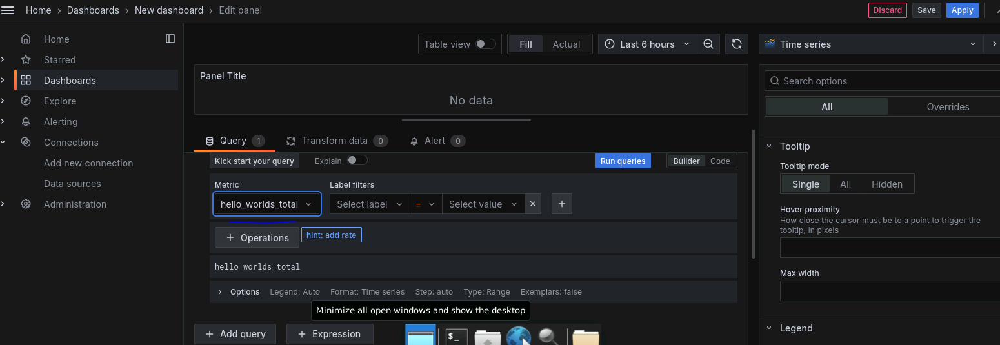 Home › Dashboards › New dashboard › Edit panel
Discard Save Apply
Home
Starred
Dashboards
Explore
Alerting
Connections
Add new connection
Data sources
Administration
Table view Fill Actual Last 6 hours
Panel Title
No data
Query 1 Transform data 0 Alert 0
Kick start your query Explain Run queries Builder Code
Metric Label filters
hello_worlds_total Select label = Select value
+ Operations hint: add rate
hello_worlds_total
Options Legend: Auto Format: Time series Step: auto Type: Range Exemplars: false
Minimize all open windows and show the desktop
+ Add query + Expression
$_
Time series
Search options
All Overrides
Tooltip
Tooltip mode
Single All Hidden
Hover proximity
How close the cursor must be to a point to trigger the
tooltip, in pixels
Max width
Legend